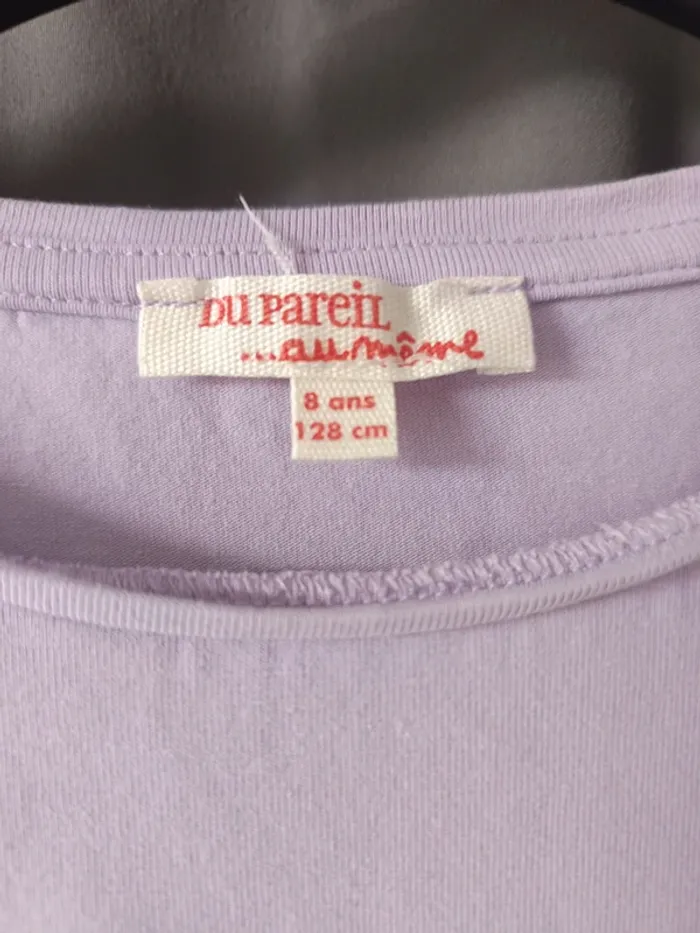 DU PAREIL
...au même
8 ans
128 cm